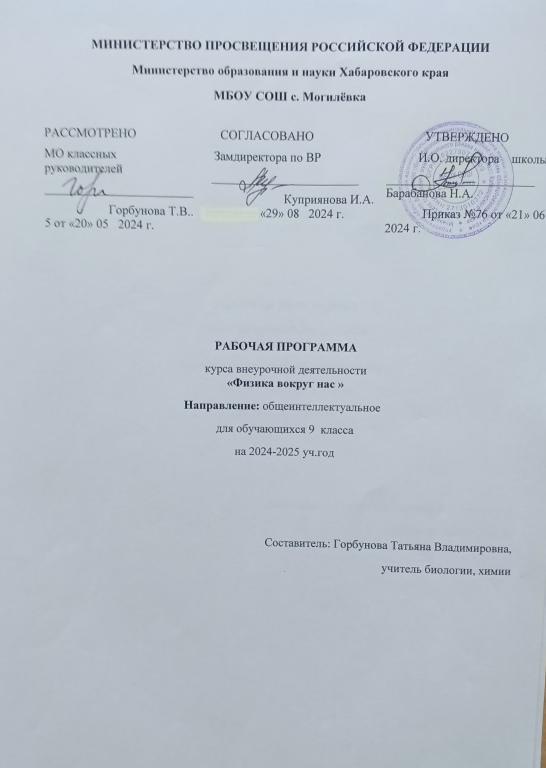 МИНИСТЕРСТВО ПРОСВЕЩЕНИЯ РОССИЙСКОЙ ФЕДЕРАЦИИ
Министерство образования и науки Хабаровского края
МБОУ СОШ с. Могилёвка
РАССМОТРЕНО
МО классных
руководителей
Горбунова Т.В..
5 от «20» 05 2024 г.
СОГЛАСОВАНО
Замдиректора по ВР
Куприянова И.А.
«29» 08 2024 г.
УТВЕРЖДЕНО
И.О. директора школы
Барабанова Н.А.
Приказ №76 от «21» 06
2024 г.
РАБОЧАЯ ПРОГРАММА
курса внеурочной деятельности
«Физика вокруг нас »
Направление: общеинтеллектуальное
для обучающихся 9 класса
на 2024-2025 уч.год
Составитель: Горбунова Татьяна Владимировна,
учитель биологии, химии